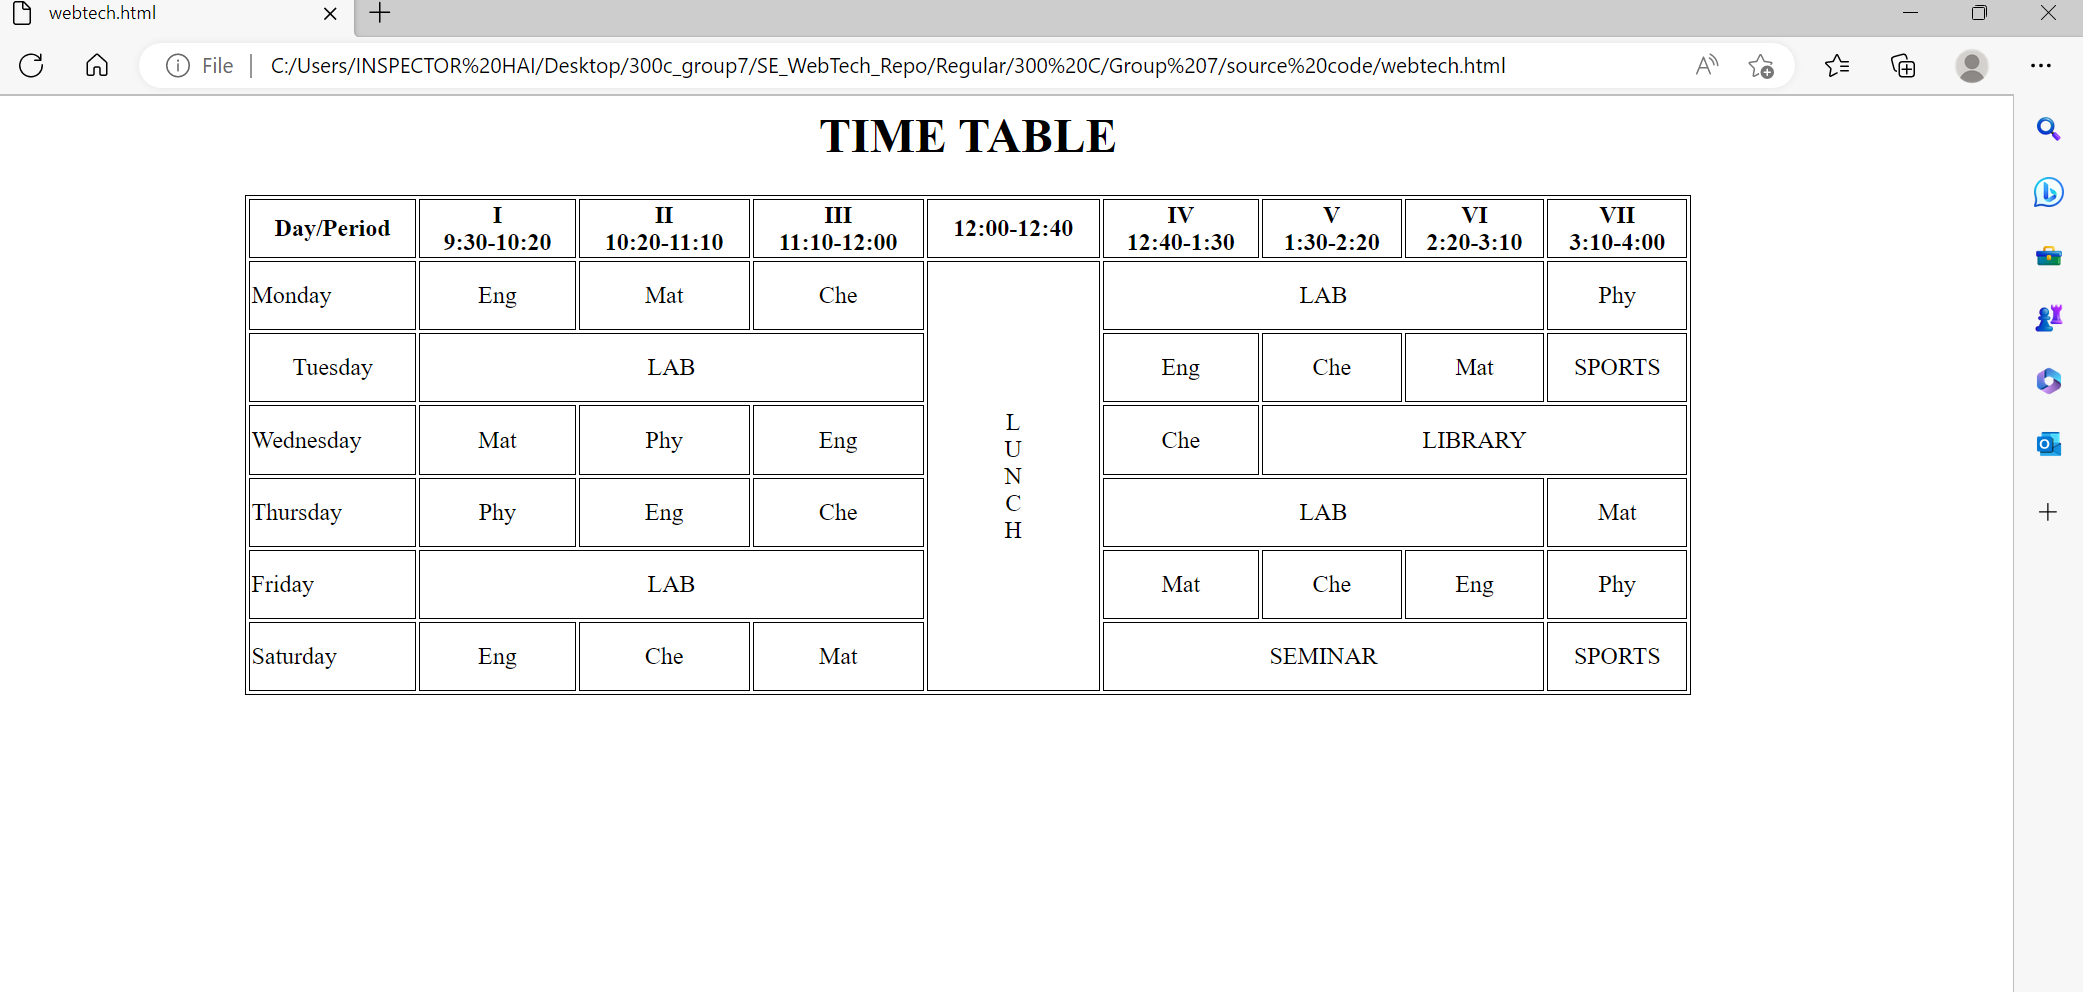 webtech.html
File
C:/Users/INSPECTOR%20HAI/Desktop/300c_group7/SE_WebTech_Repo/Regular/300%20C/Group%207/source%20code/webtech.html
TIME TABLE
Day/Period I 9:30-10:20 II 10:20-11:10 III 11:10-12:00 12:00-12:40 IV 12:40-1:30 V 1:30-2:20 VI 2:20-3:10 VII 3:10-4:00
Monday Eng Mat Che LAB Phy
Tuesday LAB Eng Che Mat SPORTS
L
U
N
C
H
Wednesday Mat Phy Eng Che LIBRARY
Thursday Phy Eng Che LAB Mat
Friday LAB Mat Che Eng Phy
Saturday Eng Che Mat SEMINAR SPORTS